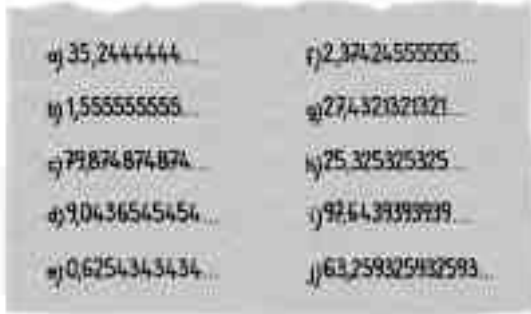 a) 35,2444444...
b) 1,555555555...
c) 79,874874874...
d) 9,0436545454...
e) 0,6254343434...
f) 2,37424555555...
g) 27,4321321321...
h) 25,325325325...
i) 97,6439393939...
j) 63,259325932593...